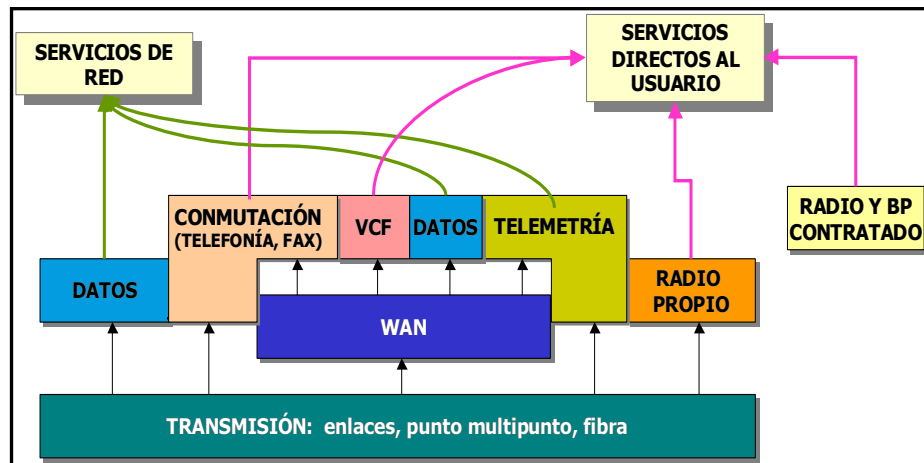 SERVICIOS DE
RED
SERVICIOS
DIRECTOS AL
USUARIO
CONMUTACIÓN
(TELEFONÍA, FAX)
VCF
DATOS
TELEMETRÍA
RADIO Y BP
CONTRATADO
DATOS
RADIO
PROPIO
WAN
TRANSMISIÓN: enlaces, punto multipunto, fibra